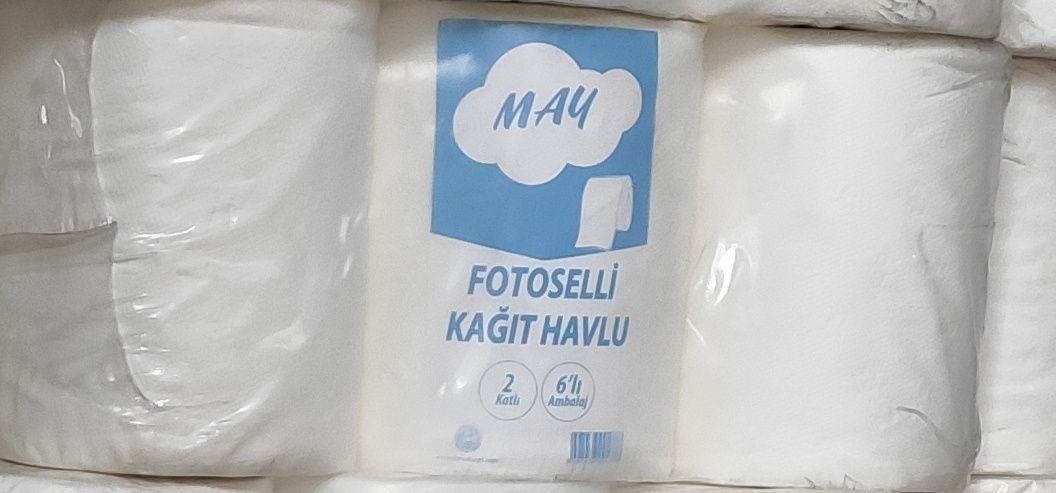 MAY
FOTOSELLİ
KAĞIT HAVLU
2
Katlı
6'lı
Ambalaj